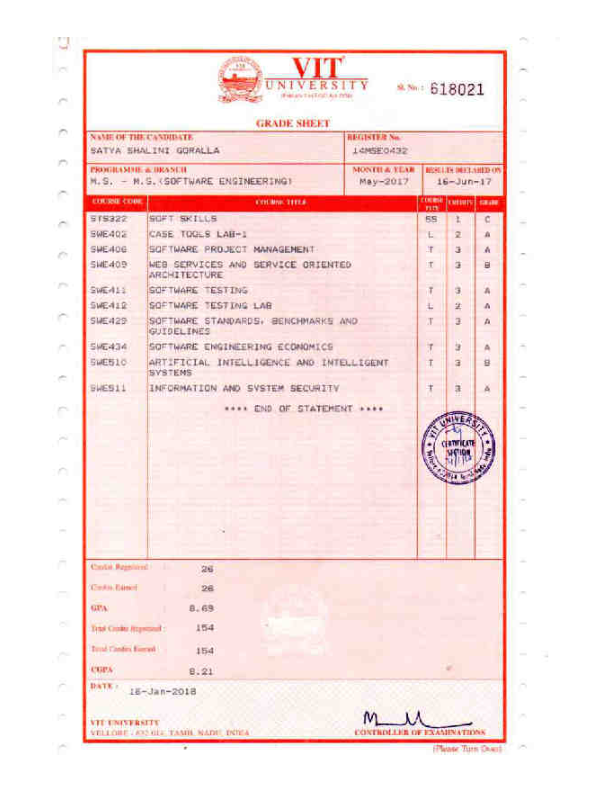 VIT
UNIVERSITY
Sl. No. : 618021
GRADE SHEET
NAME OF THE CANDIDATE
REGISTER No.
SATYA SHALINI GORALLA
14MSE0432
PROGRAMME & BRANCH
MONTH & YEAR
RESULTS DECLARED ON
M.S. - M.S.(SOFTWARE ENGINEERING)
May-2017
16-Jun-17
COURSE CODE COURSE TITLE COURSE TYPE CREDITS GRADE
STS322 SOFT SKILLS SS 1 C
SWE402 CASE TOOLS LAB-1 L 2 A
SWE406 SOFTWARE PROJECT MANAGEMENT T 3 A
SWE409 WEB SERVICES AND SERVICE ORIENTED T 3 B
ARCHITECTURE
SWE411 SOFTWARE TESTING T 3 A
SWE412 SOFTWARE TESTING LAB L 2 A
SWE429 SOFTWARE STANDARDS, BENCHMARKS AND T 3 A
GUIDELINES
SWE434 SOFTWARE ENGINEERING ECONOMICS T 3 A
SWE510 ARTIFICIAL INTELLIGENCE AND INTELLIGENT T 3 B
SYSTEMS
SWE511 INFORMATION AND SYSTEM SECURITY T 3 A
**** END OF STATEMENT ****
VIT UNIVERSITY
CERTIFICATE
SECTION
Credits Registered : 26
Credits Earned : 26
GPA : 8.69
Total Credits Registered : 154
Total Credits Earned : 154
CGPA : 8.21
DATE : 16-Jan-2018
VIT UNIVERSITY
VELLORE - 632 014, TAMIL NADU, INDIA
CONTROLLER OF EXAMINATIONS
(Please Turn Over)